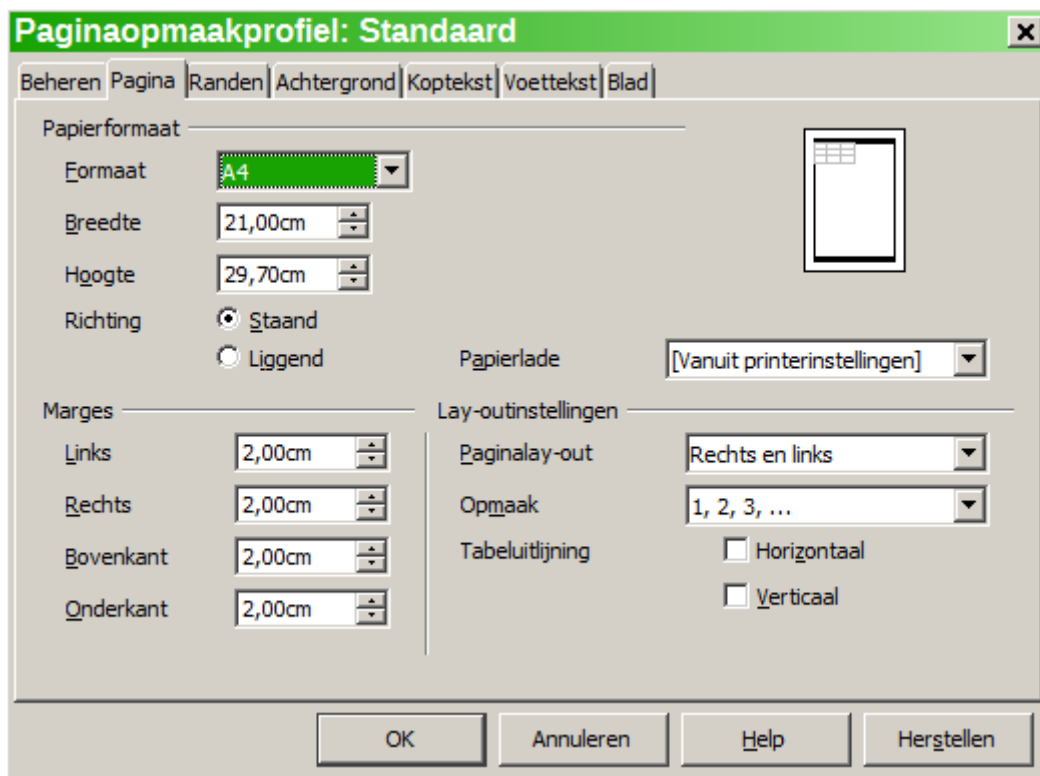 Paginaopmaakprofiel: Standaard
Beheren Pagina Randen Achtergrond Koptekst Voettekst Blad
Papierformaat
Formaat A4
Breedte 21,00cm
Hoogte 29,70cm
Richting Staand
Liggend Papierlade [Vanuit printerinstellingen]
Marges Lay-outinstellingen
Links 2,00cm Paginalay-out Rechts en links
Rechts 2,00cm Opmaak 1, 2, 3, ...
Bovenkant 2,00cm Tabeluitlijning Horizontaal
Onderkant 2,00cm Verticaal
OK Annuleren Help Herstellen